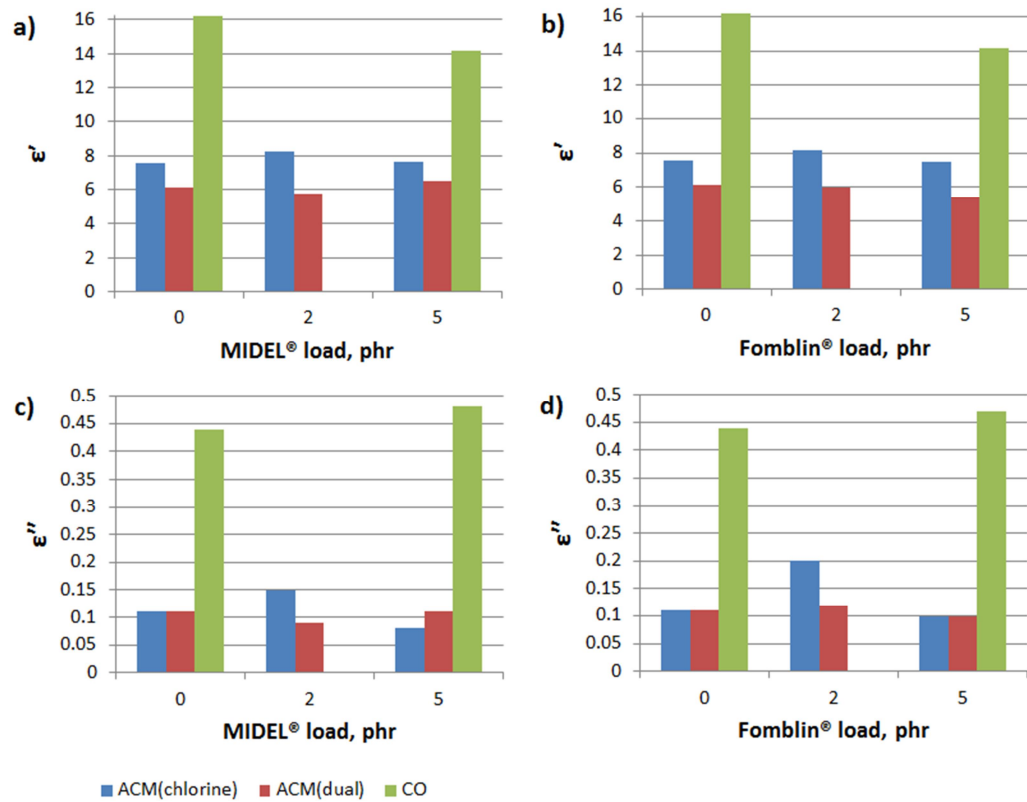 a)
16
14
12
10
8
6
4
2
0
ε′
0 2 5
MIDEL® load, phr
b)
16
14
12
10
8
6
4
2
0
ε′
0 2 5
Fomblin® load, phr
c)
0.5
0.45
0.4
0.35
0.3
0.25
0.2
0.15
0.1
0.05
0
ε″
0 2 5
MIDEL® load, phr
d)
0.5
0.45
0.4
0.35
0.3
0.25
0.2
0.15
0.1
0.05
0
ε″
0 2 5
Fomblin® load, phr
ACM(chlorine) ACM(dual) CO